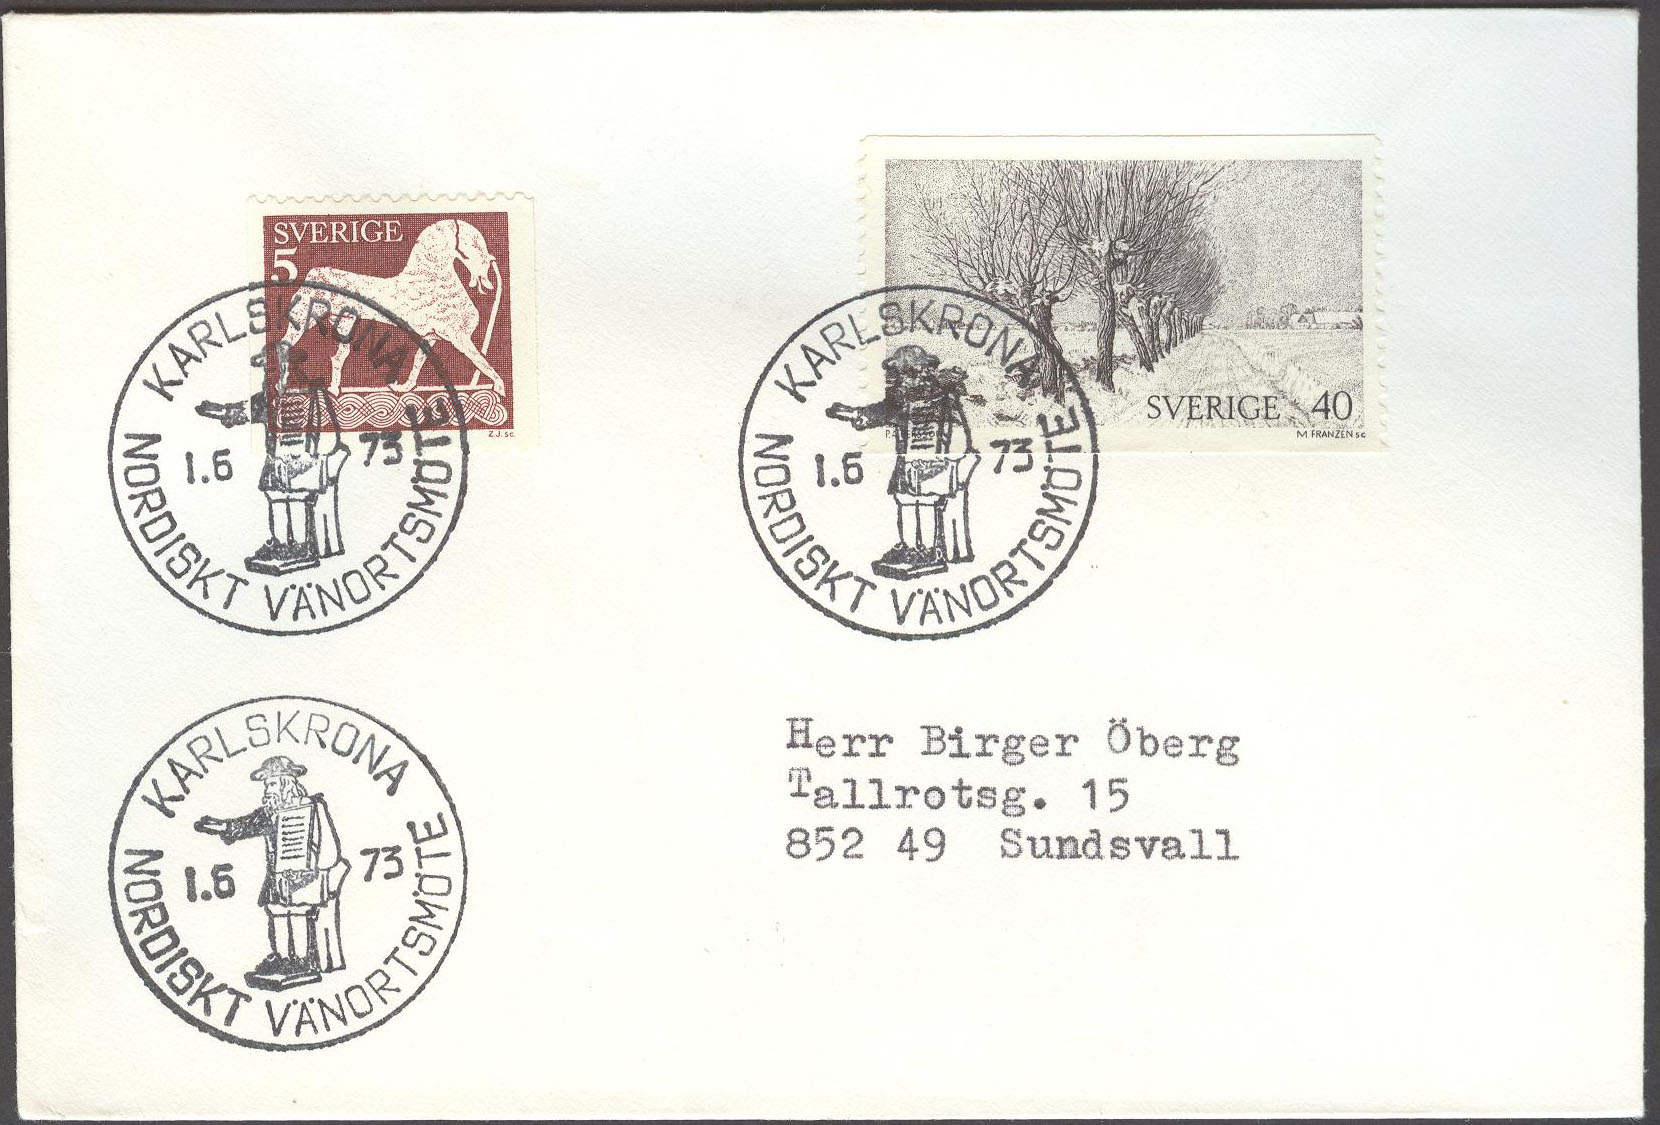 SVERIGE
5
Z.J. sc
SVERIGE 40
M. FRANZEN sc
KARLSKRONA
1.6 73
NORDISKT VÄNORTSMÖTE
KARLSKRONA
1.6 73
NORDISKT VÄNORTSMÖTE
KARLSKRONA
1.6 73
NORDISKT VÄNORTSMÖTE
Herr Birger Öberg
Tallrotsg. 15
852 49 Sundsvall